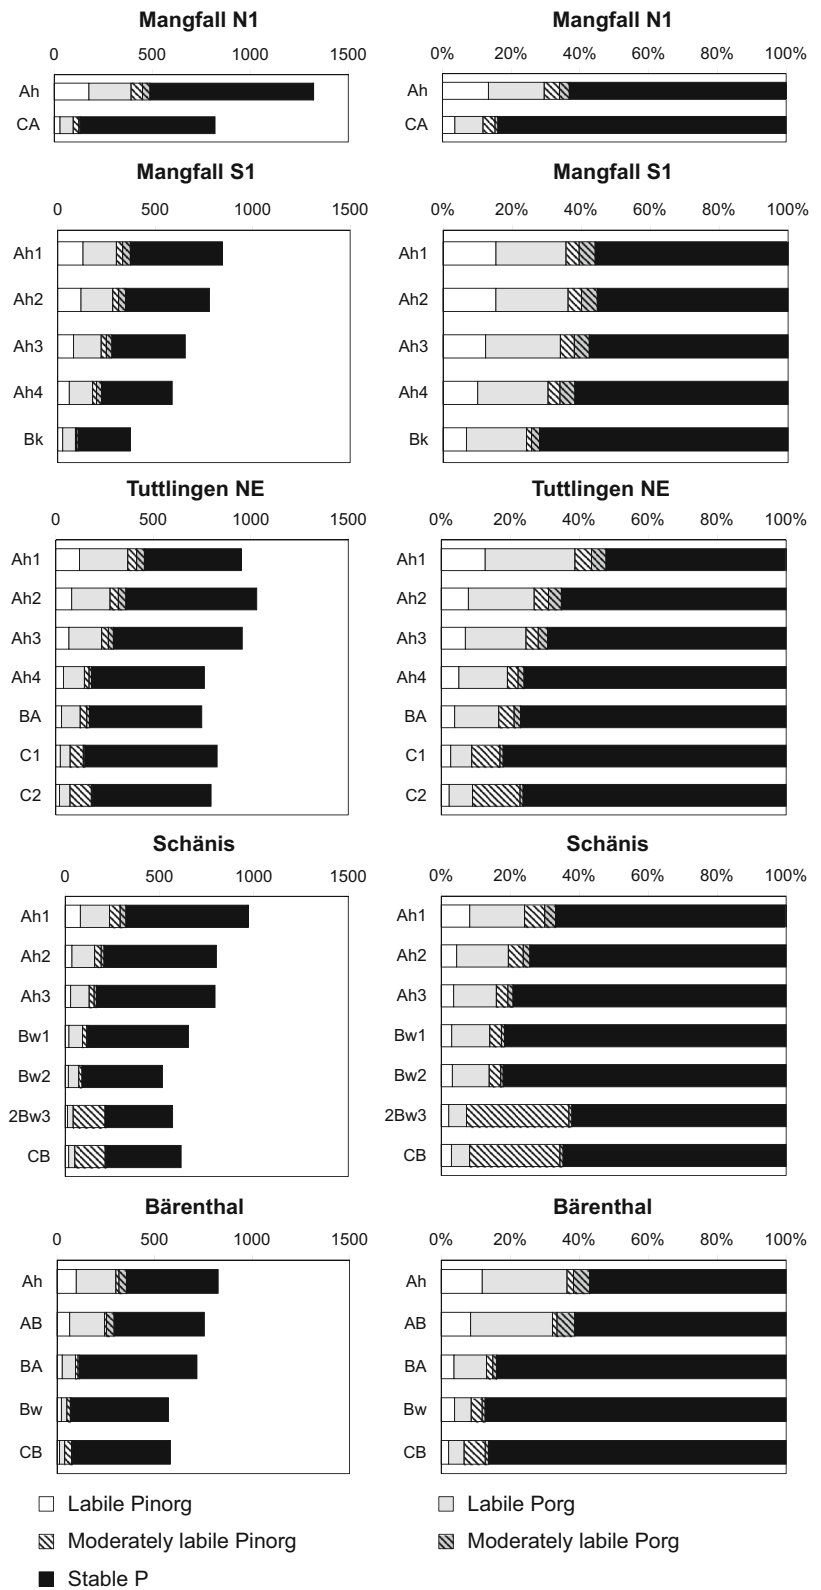 Mangfall N1 Mangfall N1
0 500 1000 1500 0% 20% 40% 60% 80% 100%
Ah Ah
CA CA
Mangfall S1 Mangfall S1
0 500 1000 1500 0% 20% 40% 60% 80% 100%
Ah1 Ah1
Ah2 Ah2
Ah3 Ah3
Ah4 Ah4
Bk Bk
Tuttlingen NE Tuttlingen NE
0 500 1000 1500 0% 20% 40% 60% 80% 100%
Ah1 Ah1
Ah2 Ah2
Ah3 Ah3
Ah4 Ah4
BA BA
C1 C1
C2 C2
Schänis Schänis
0 500 1000 1500 0% 20% 40% 60% 80% 100%
Ah1 Ah1
Ah2 Ah2
Ah3 Ah3
Bw1 Bw1
Bw2 Bw2
2Bw3 2Bw3
CB CB
Bärenthal Bärenthal
0 500 1000 1500 0% 20% 40% 60% 80% 100%
Ah Ah
AB AB
BA BA
Bw Bw
CB CB
Labile Pinorg Labile Porg
Moderately labile Pinorg Moderately labile Porg
Stable P